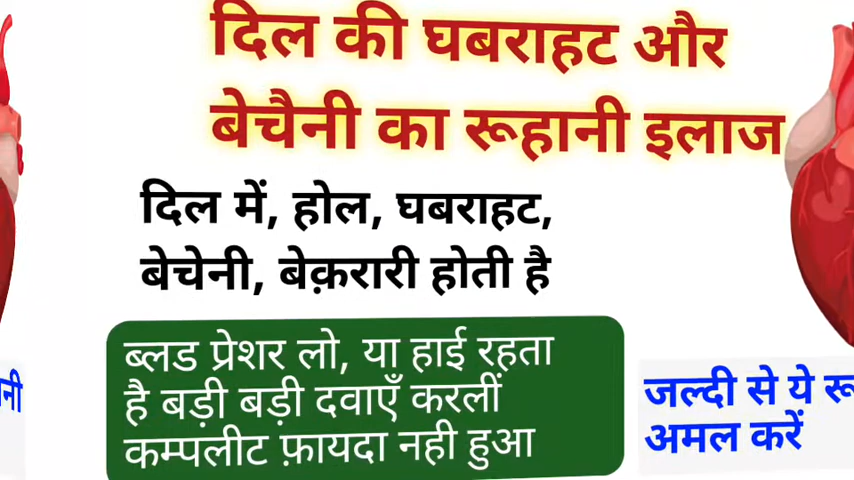 दिल की घबराहट और
बेचैनी का रूहानी इलाज
दिल में, होल, घबराहट,
बेचेनी, बेक़रारी होती है
ब्लड प्रेशर लो, या हाई रहता
है बड़ी बड़ी दवाएँ करलीं
कम्पलीट फ़ायदा नही हुआ
जल्दी से ये
अमल करें